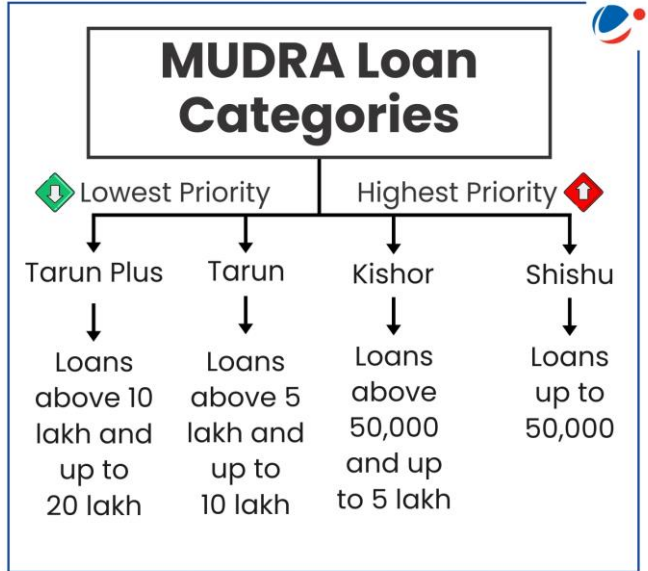 MUDRA Loan
Categories
Lowest Priority
Highest Priority
Tarun Plus
Tarun
Kishor
Shishu
Loans
above 10
lakh and
up to
20 lakh
Loans
above 5
lakh and
up to
10 lakh
Loans
above
50,000
and up
to 5 lakh
Loans
up to
50,000